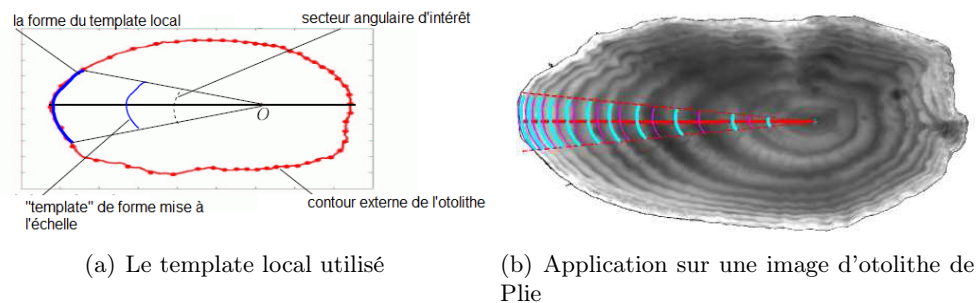 la forme du template local
secteur angulaire d'intérêt
O
"template" de forme mise à
l'échelle
contour externe de l'otolithe
(a) Le template local utilisé
(b) Application sur une image d'otolithe de
Plie